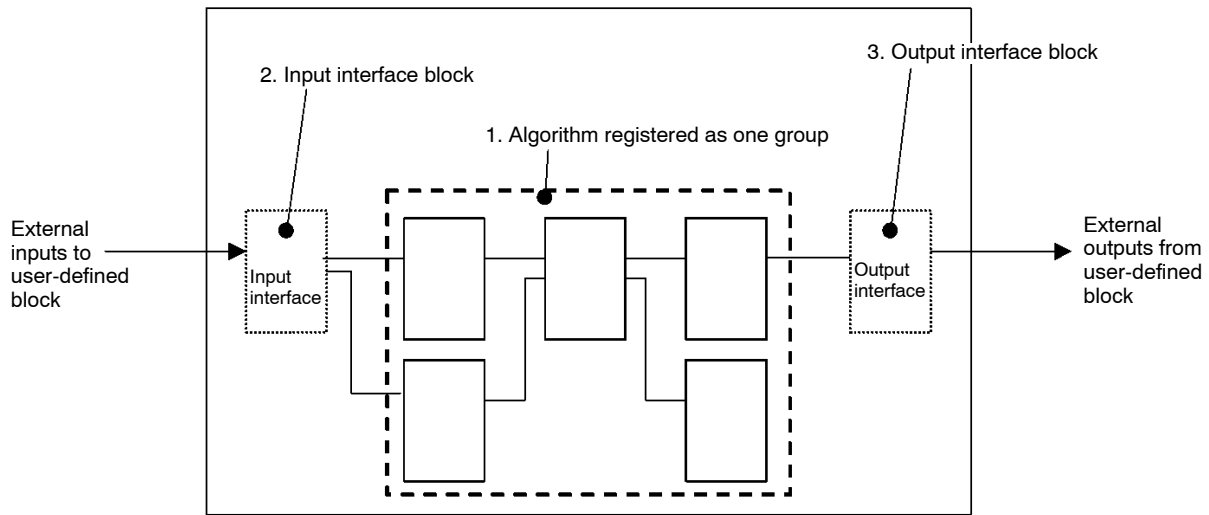 3. Output interface block
2. Input interface block
1. Algorithm registered as one group
External
inputs to
user-defined
block
Input
interface
Output
interface
External
outputs from
user-defined
block